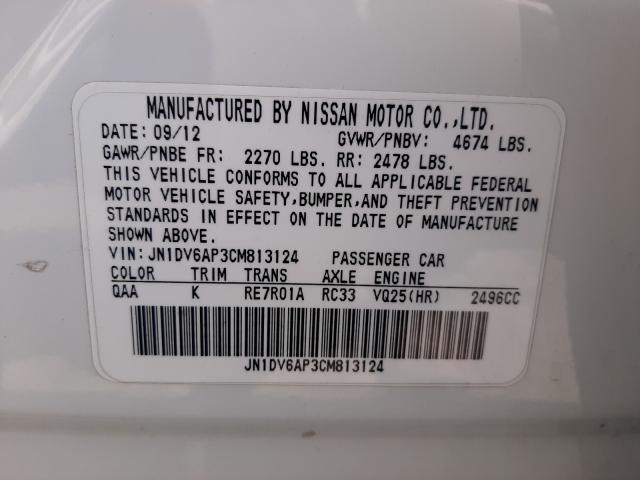 MANUFACTURED BY NISSAN MOTOR CO.,LTD.
DATE: 09/12 GVWR/PNBV: 4674 LBS.
GAWR/PNBE FR: 2270 LBS. RR: 2478 LBS.
THIS VEHICLE CONFORMS TO ALL APPLICABLE FEDERAL
MOTOR VEHICLE SAFETY,BUMPER,AND THEFT PREVENTION
STANDARDS IN EFFECT ON THE DATE OF MANUFACTURE
SHOWN ABOVE.
VIN: JN1DV6AP3CM813124 PASSENGER CAR
COLOR TRIM TRANS AXLE ENGINE
QAA K RE7R01A RC33 VQ25(HR) 2496CC
JN1DV6AP3CM813124